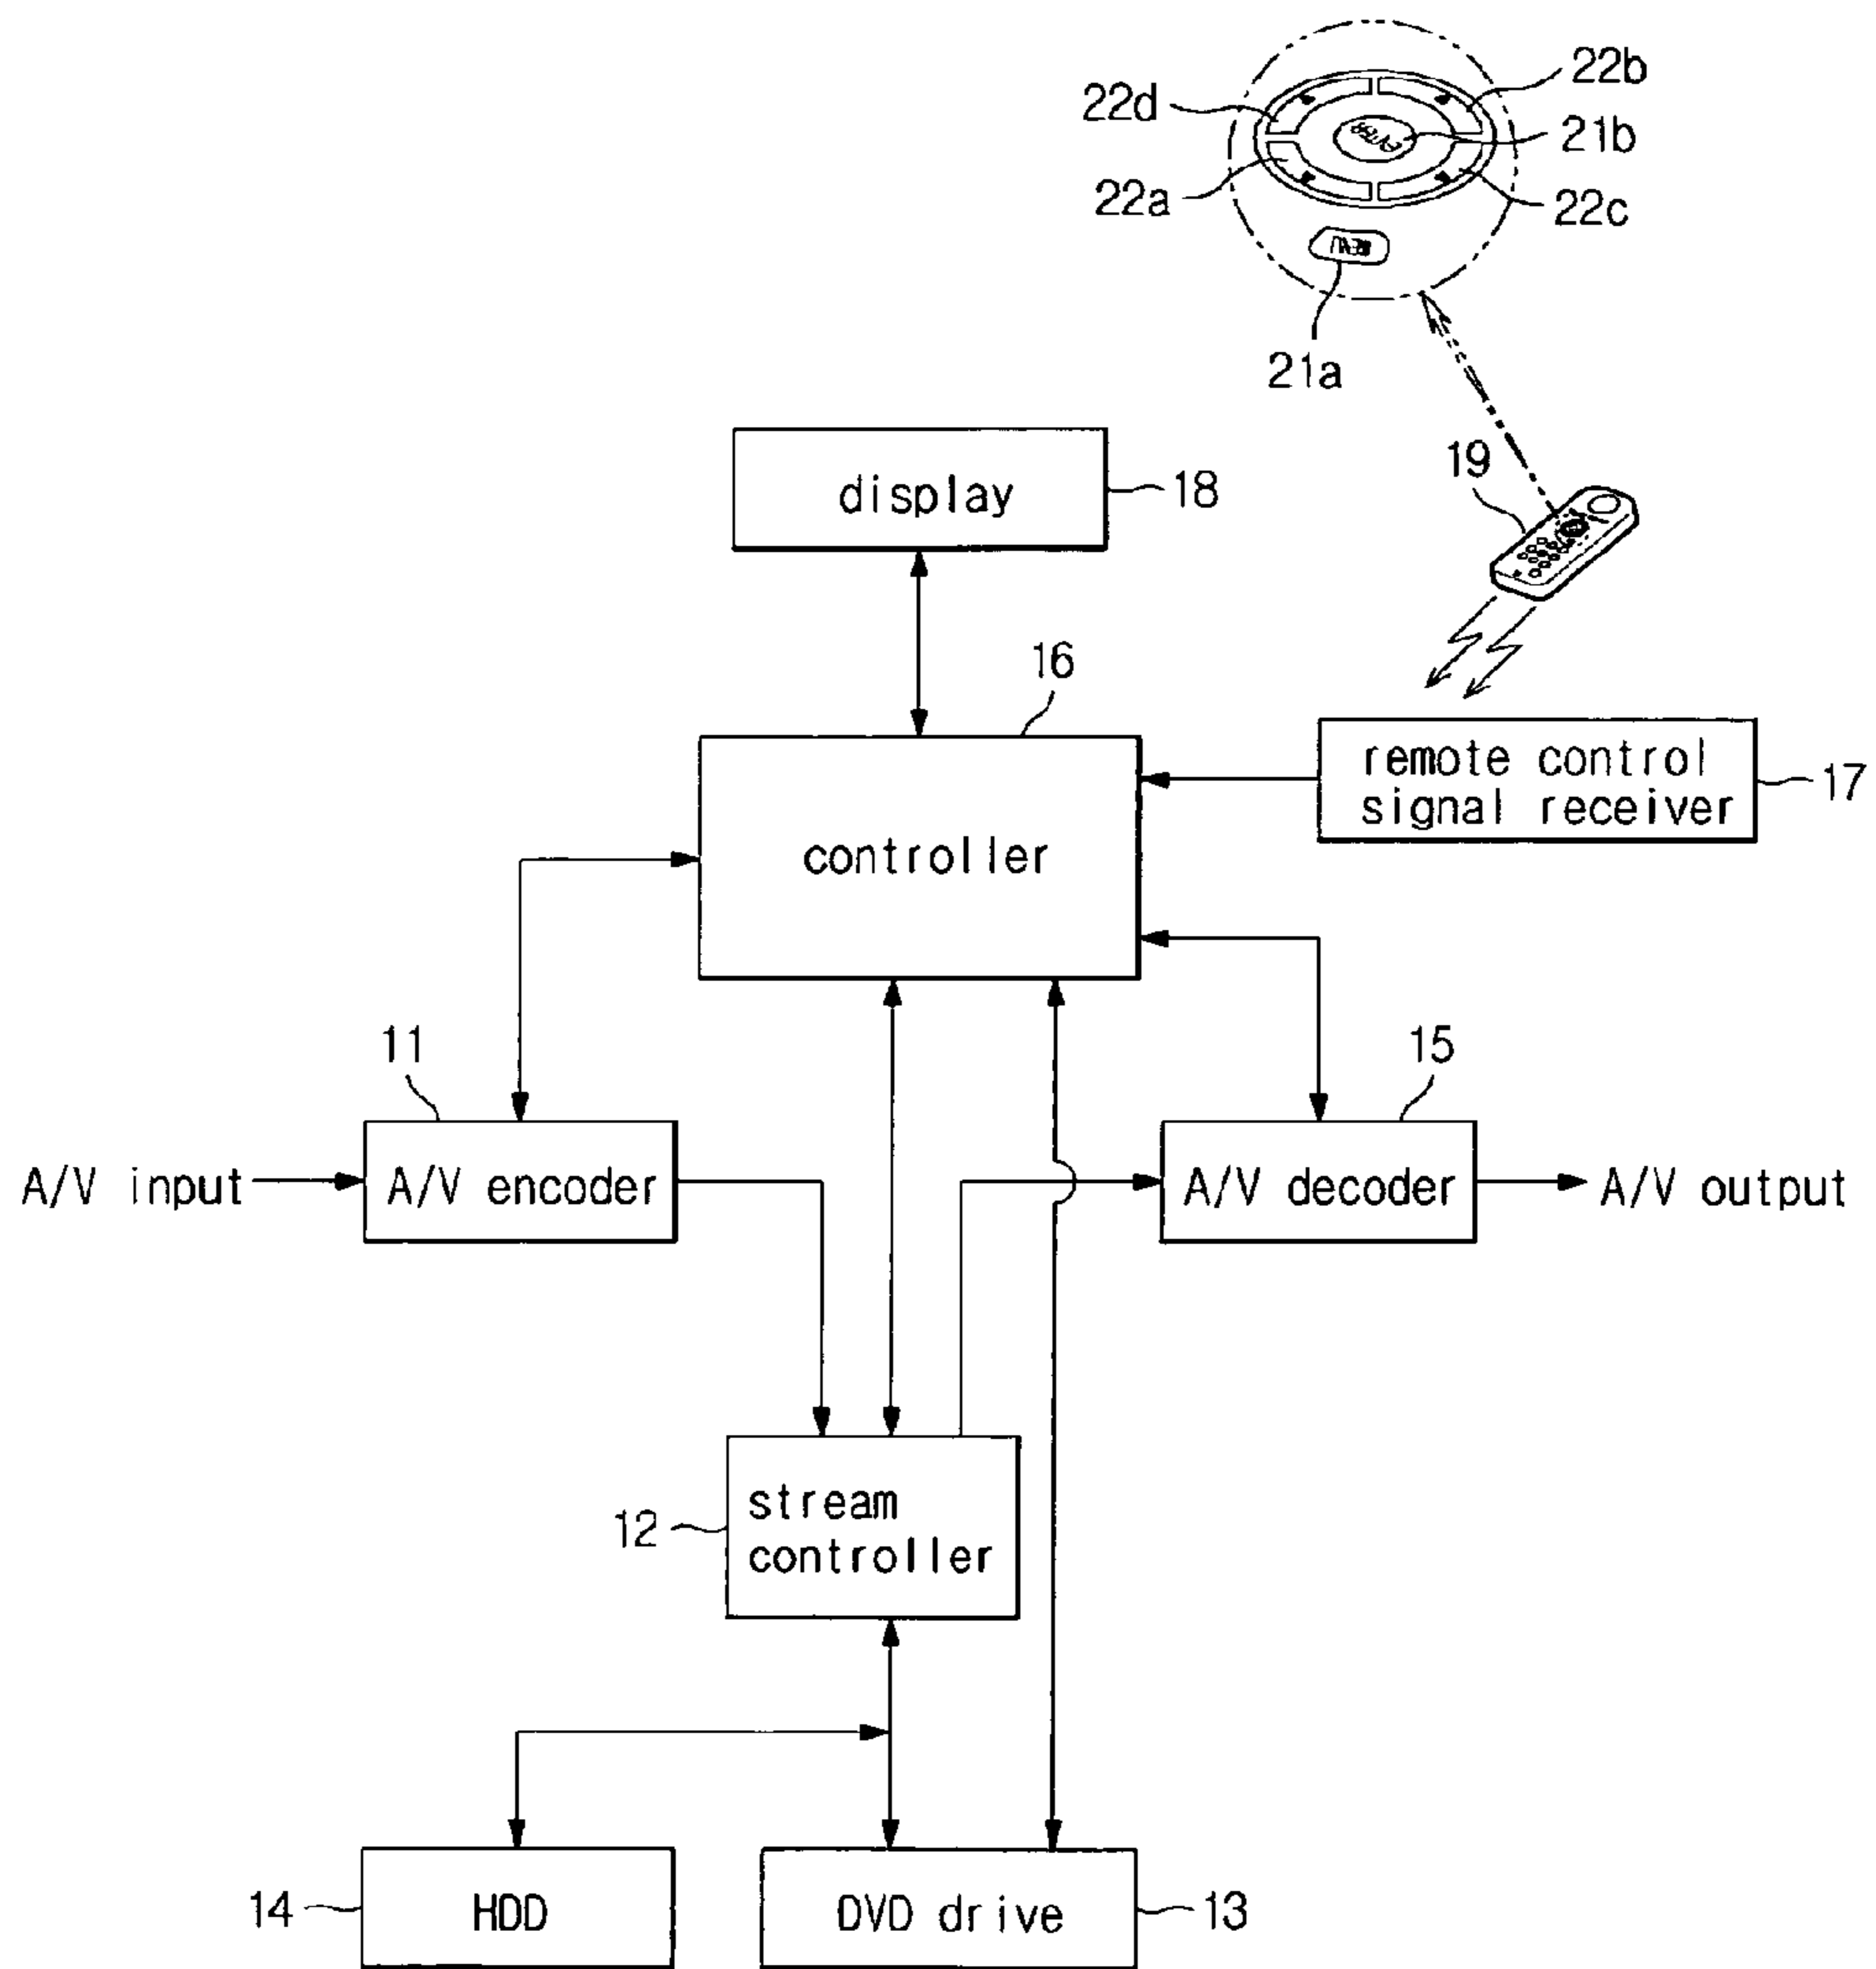 22b
22d
21b
22a
22c
MENU
21a
19
display
18
16
remote control
signal receiver
17
controller
11
15
A/V input
A/V encoder
A/V decoder
A/V output
stream
controller
12
14
HDD
DVD drive
13